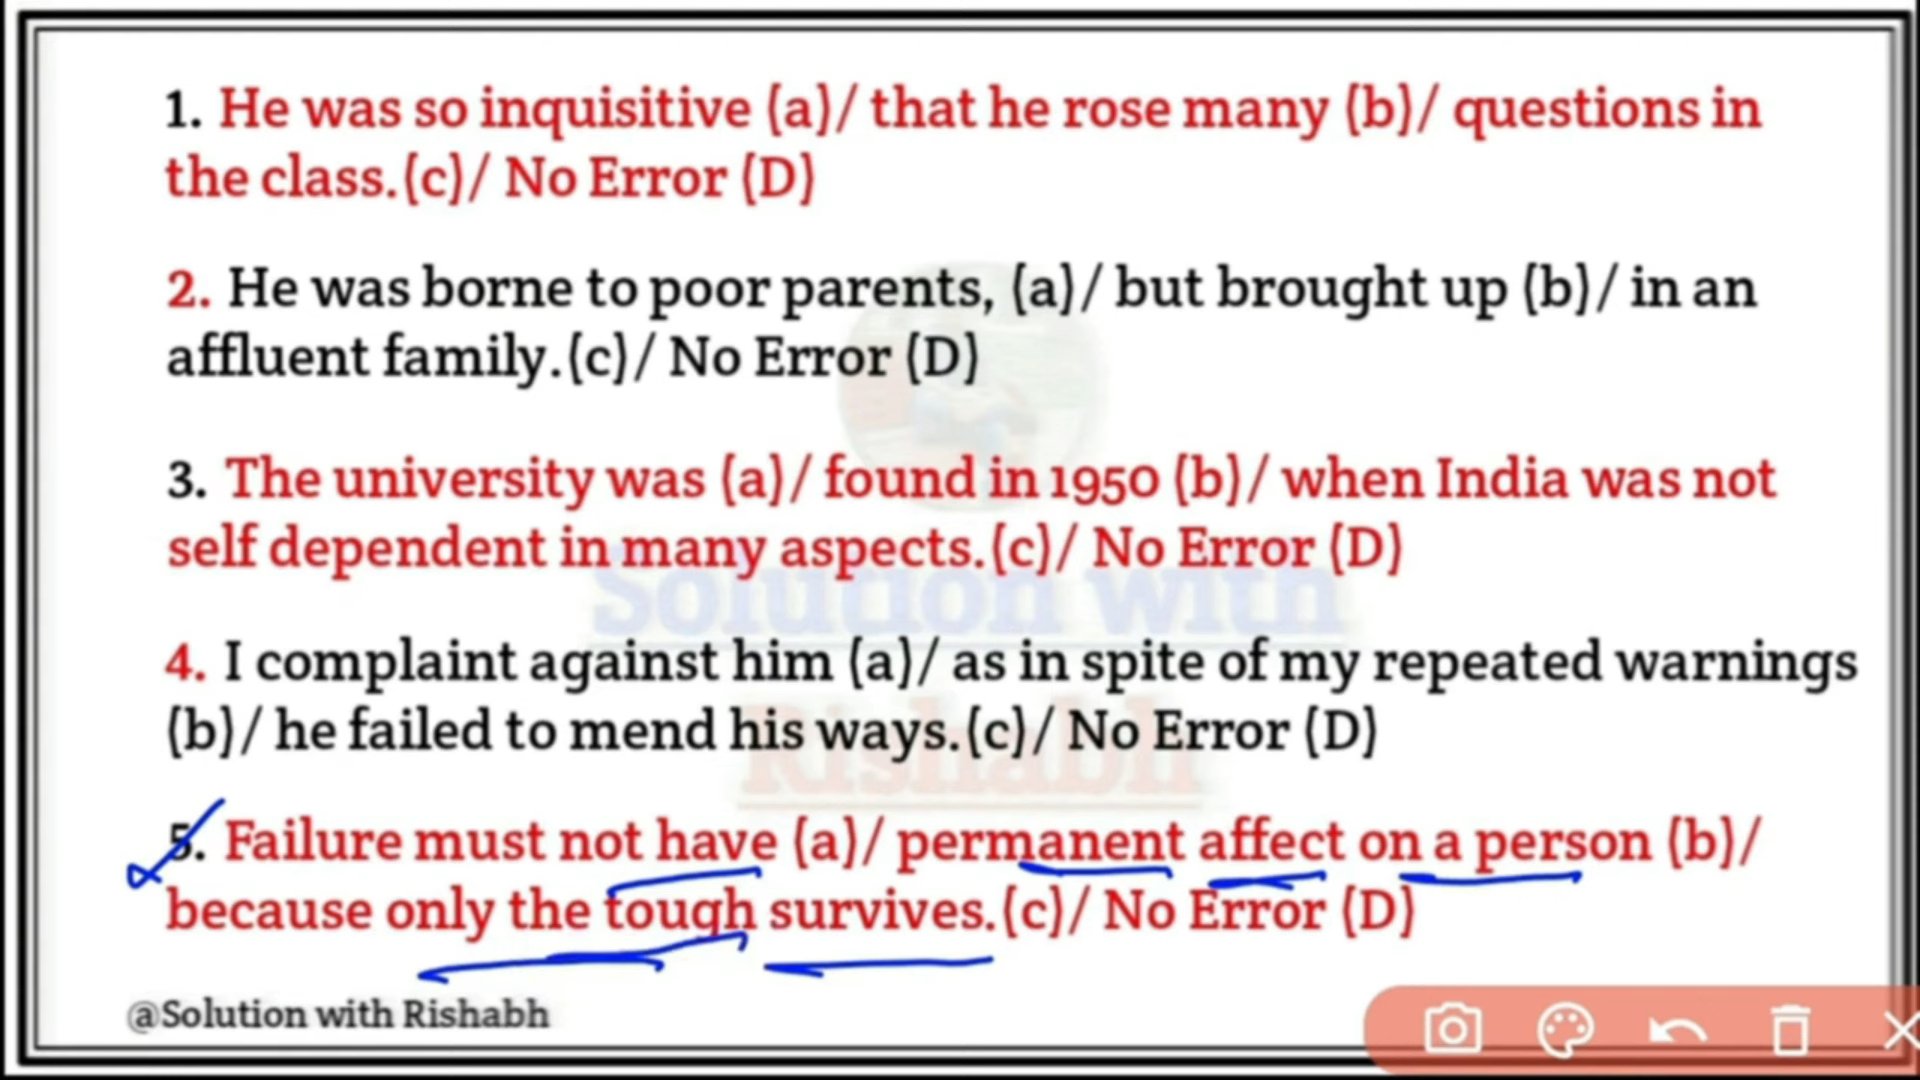 1. He was so inquisitive (a)/ that he rose many (b)/ questions in
the class.(c)/ No Error (D)
2. He was borne to poor parents, (a)/ but brought up (b)/ in an
affluent family.(c)/ No Error (D)
3. The university was (a)/ found in 1950 (b)/ when India was not
self dependent in many aspects.(c)/ No Error (D)
Solution with
4. I complaint against him (a)/ as in spite of my repeated warnings
(b)/ he failed to mend his ways.(c)/ No Error (D)
Rishabh
5. Failure must not have (a)/ permanent affect on a person (b)/
because only the tough survives.(c)/ No Error (D)
@Solution with Rishabh